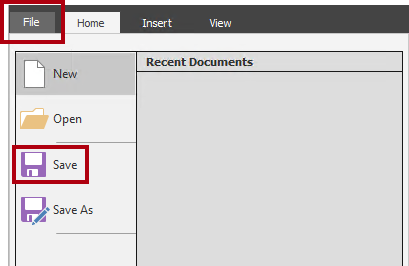 File Home Insert View
Recent Documents
New
Open
Save
Save As